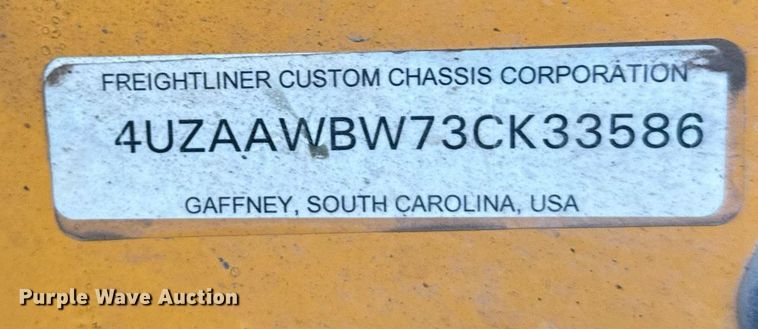 FREIGHTLINER CUSTOM CHASSIS CORPORATION
4UZAAWBW73CK33586
GAFFNEY, SOUTH CAROLINA, USA
Purple Wave Auction